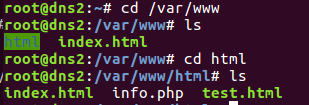 root@dns2:~# cd /var/www
root@dns2:/var/www# ls
html  index.html
root@dns2:/var/www# cd html
root@dns2:/var/www/html# ls
index.html  info.php  test.html